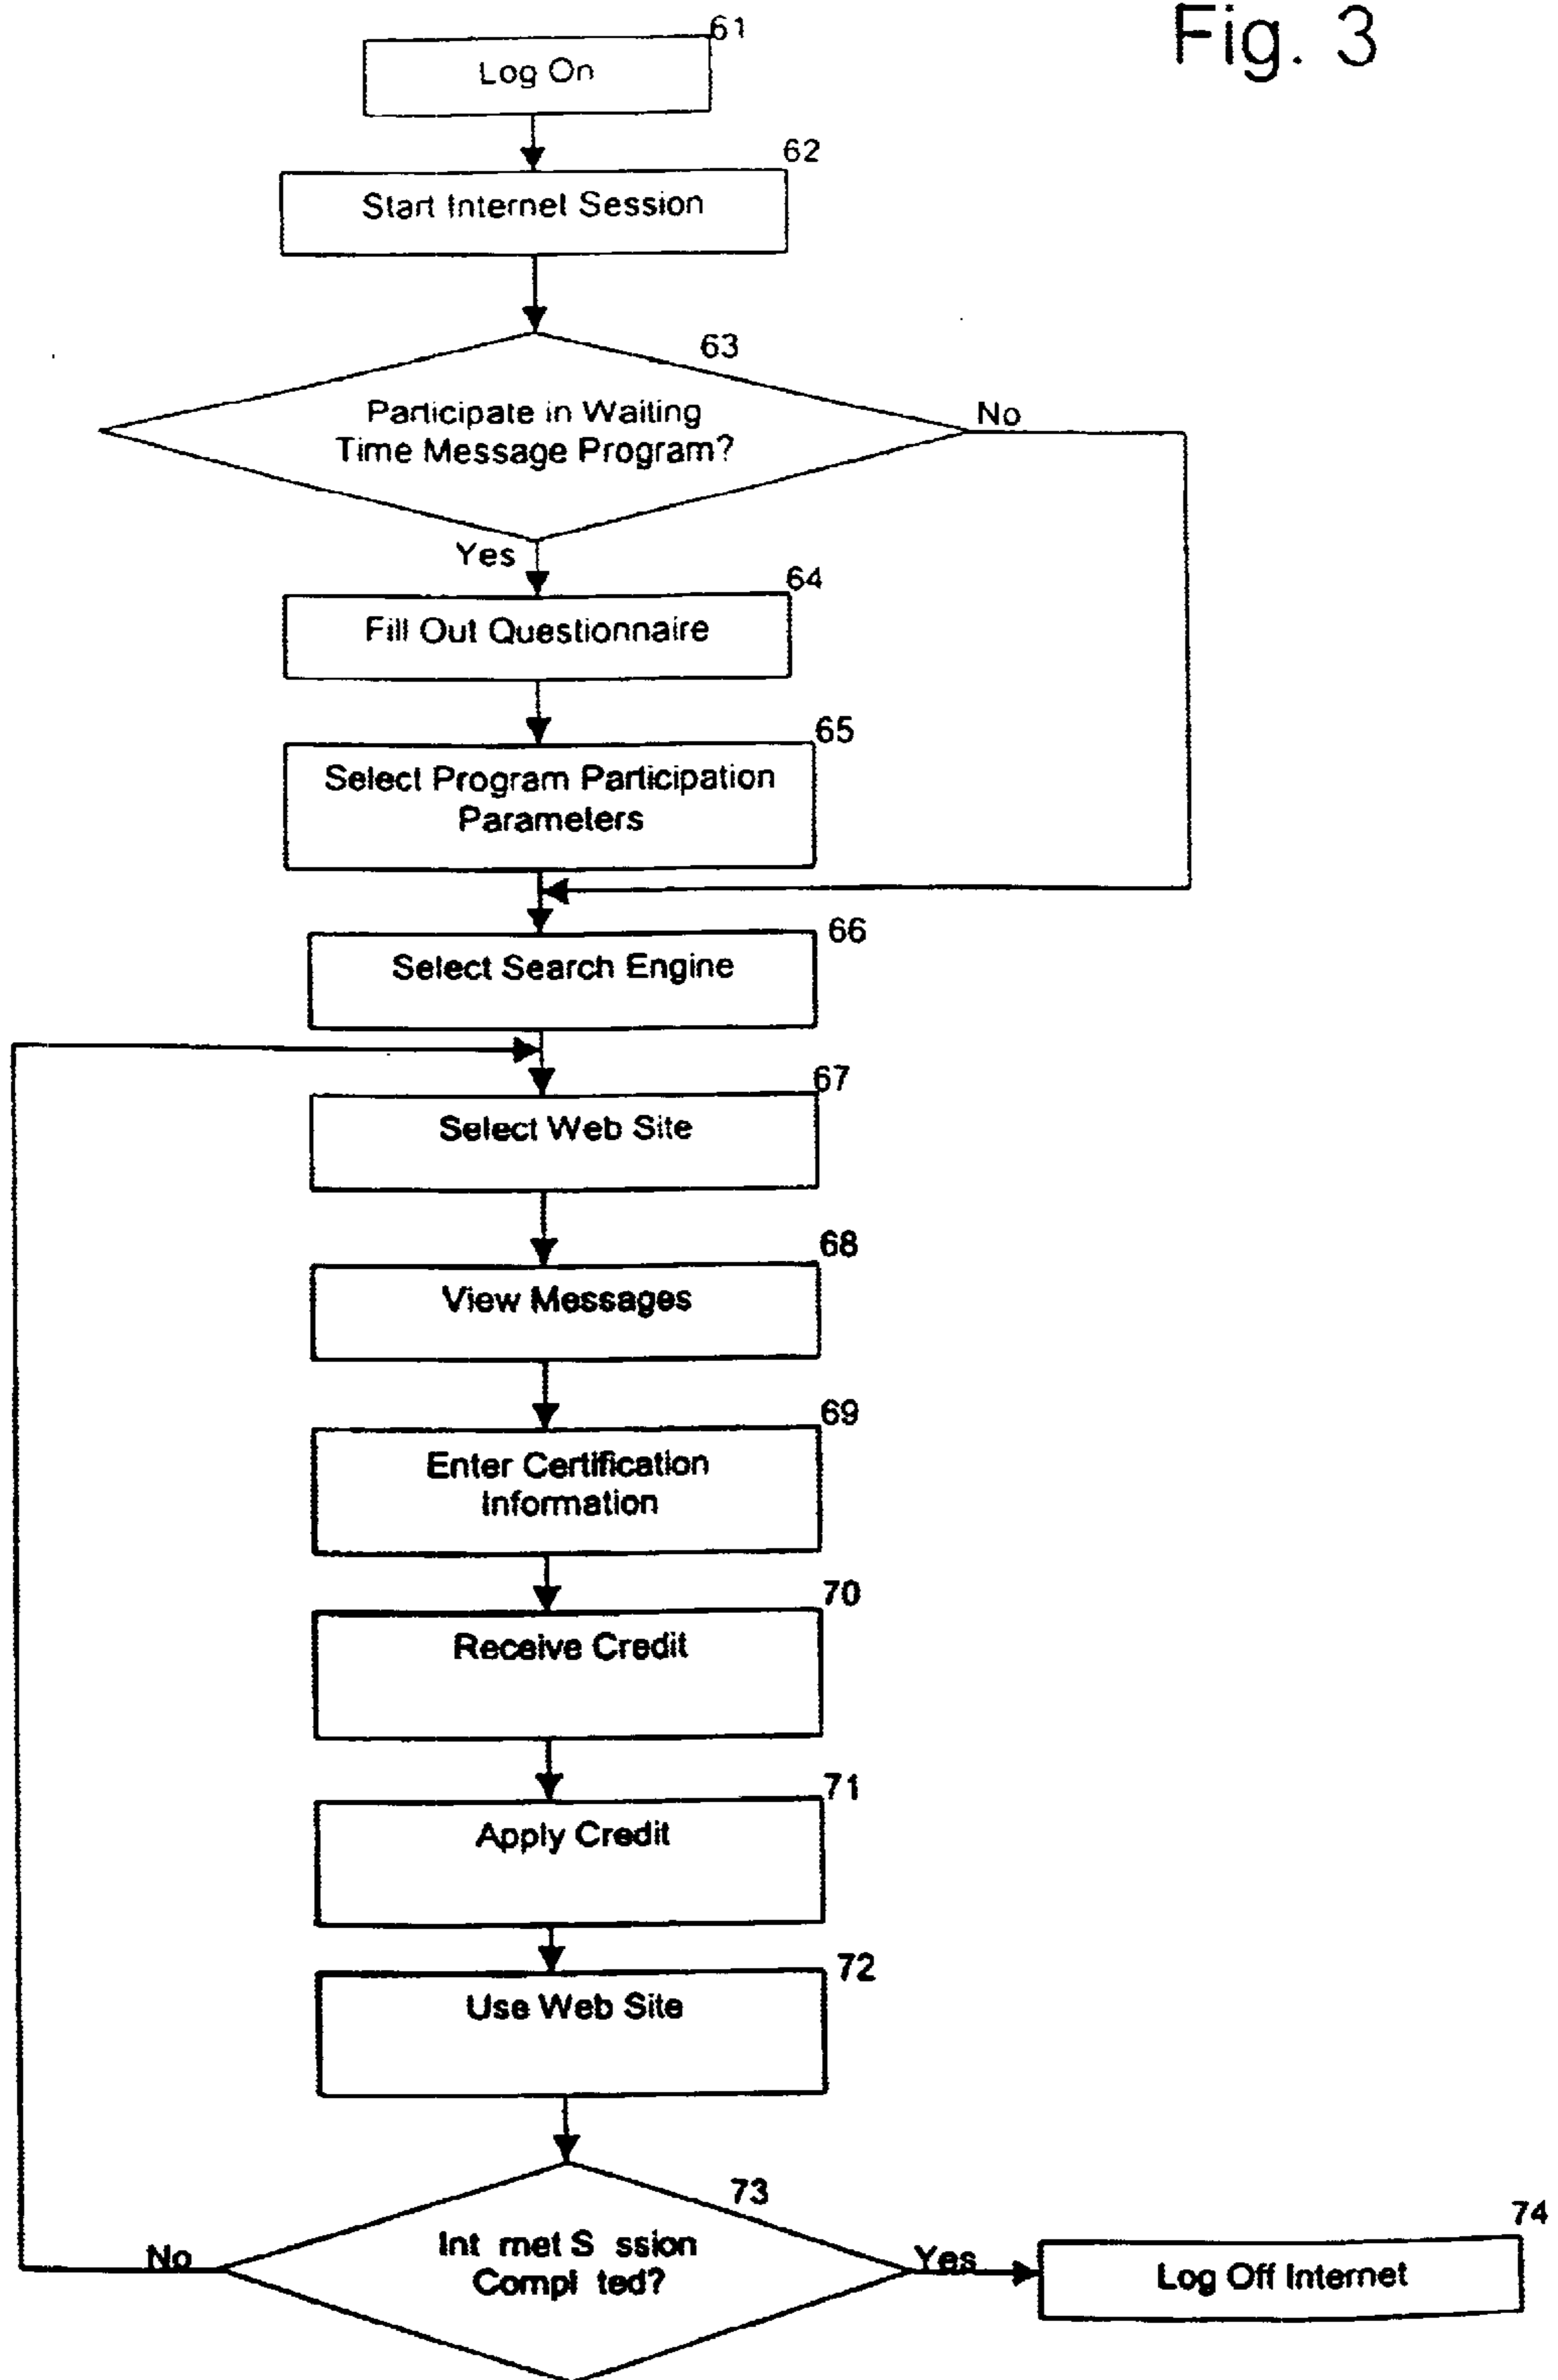 Fig. 3
61
Log On
62
Start Internet Session
63
Participate in Waiting
Time Message Program?
No
Yes
64
Fill Out Questionnaire
65
Select Program Participation
Parameters
66
Select Search Engine
67
Select Web Site
68
View Messages
69
Enter Certification
Information
70
Receive Credit
71
Apply Credit
72
Use Web Site
73
Int rnet S ssion
Compl ted?
No
Yes
74
Log Off Internet